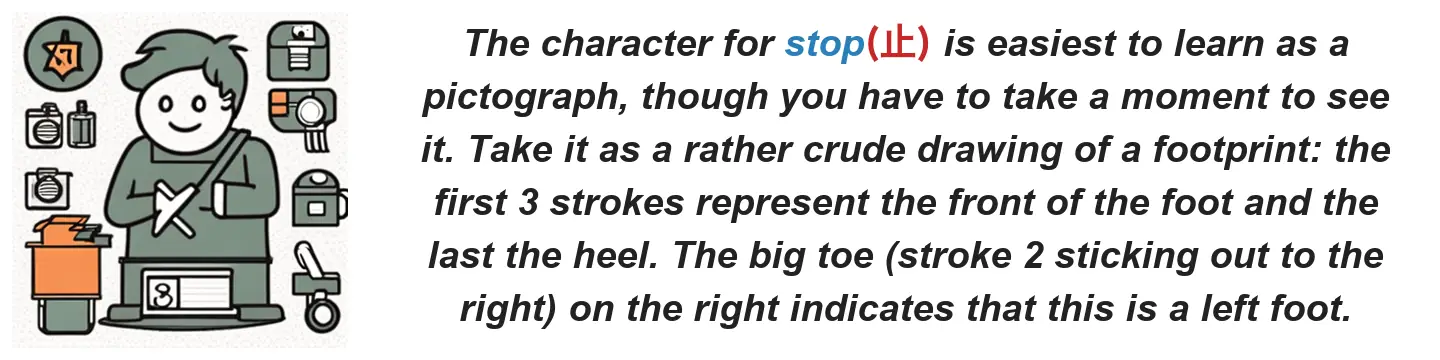 The character for stop(止) is easiest to learn as a
pictograph, though you have to take a moment to see
it. Take it as a rather crude drawing of a footprint: the
first 3 strokes represent the front of the foot and the
last the heel. The big toe (stroke 2 sticking out to the
right) on the right indicates that this is a left foot.
3